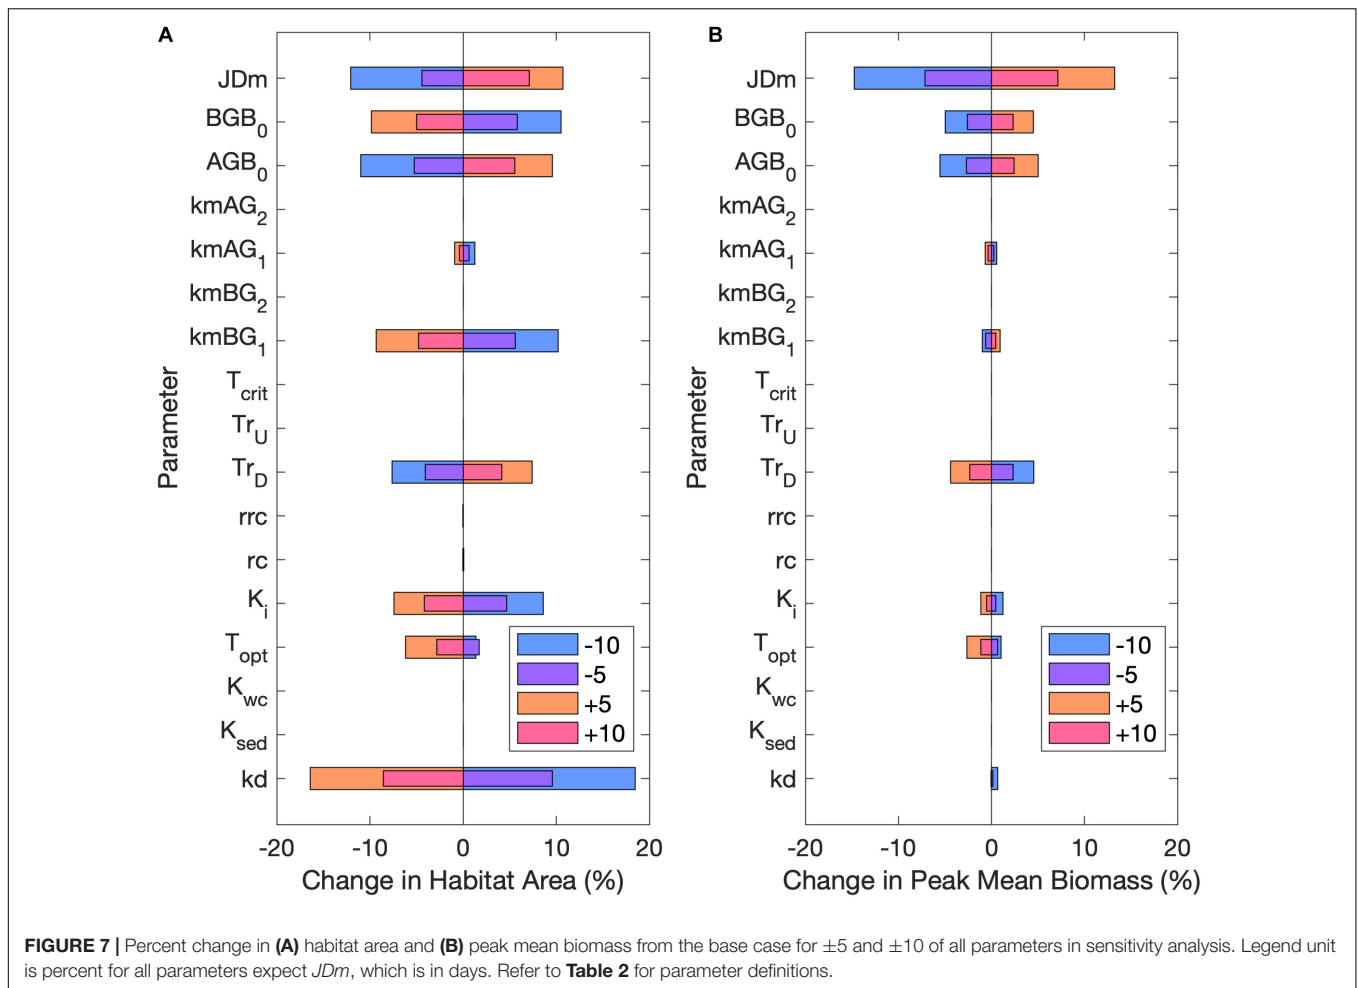 A
JDm
BGB0
AGB0
kmAG2
kmAG1
kmBG2
kmBG1
Tcrit
TrU
TrD
rrc
rc
Ki
Topt
Kwc
Ksed
kd
Parameter
-10
-5
+5
+10
-20 -10 0 10 20
Change in Habitat Area (%)
B
JDm
BGB0
AGB0
kmAG2
kmAG1
kmBG2
kmBG1
Tcrit
TrU
TrD
rrc
rc
Ki
Topt
Kwc
Ksed
kd
Parameter
-10
-5
+5
+10
-20 -10 0 10 20
Change in Peak Mean Biomass (%)
FIGURE 7 | Percent change in (A) habitat area and (B) peak mean biomass from the base case for ±5 and ±10 of all parameters in sensitivity analysis. Legend unit
is percent for all parameters expect JDm, which is in days. Refer to Table 2 for parameter definitions.